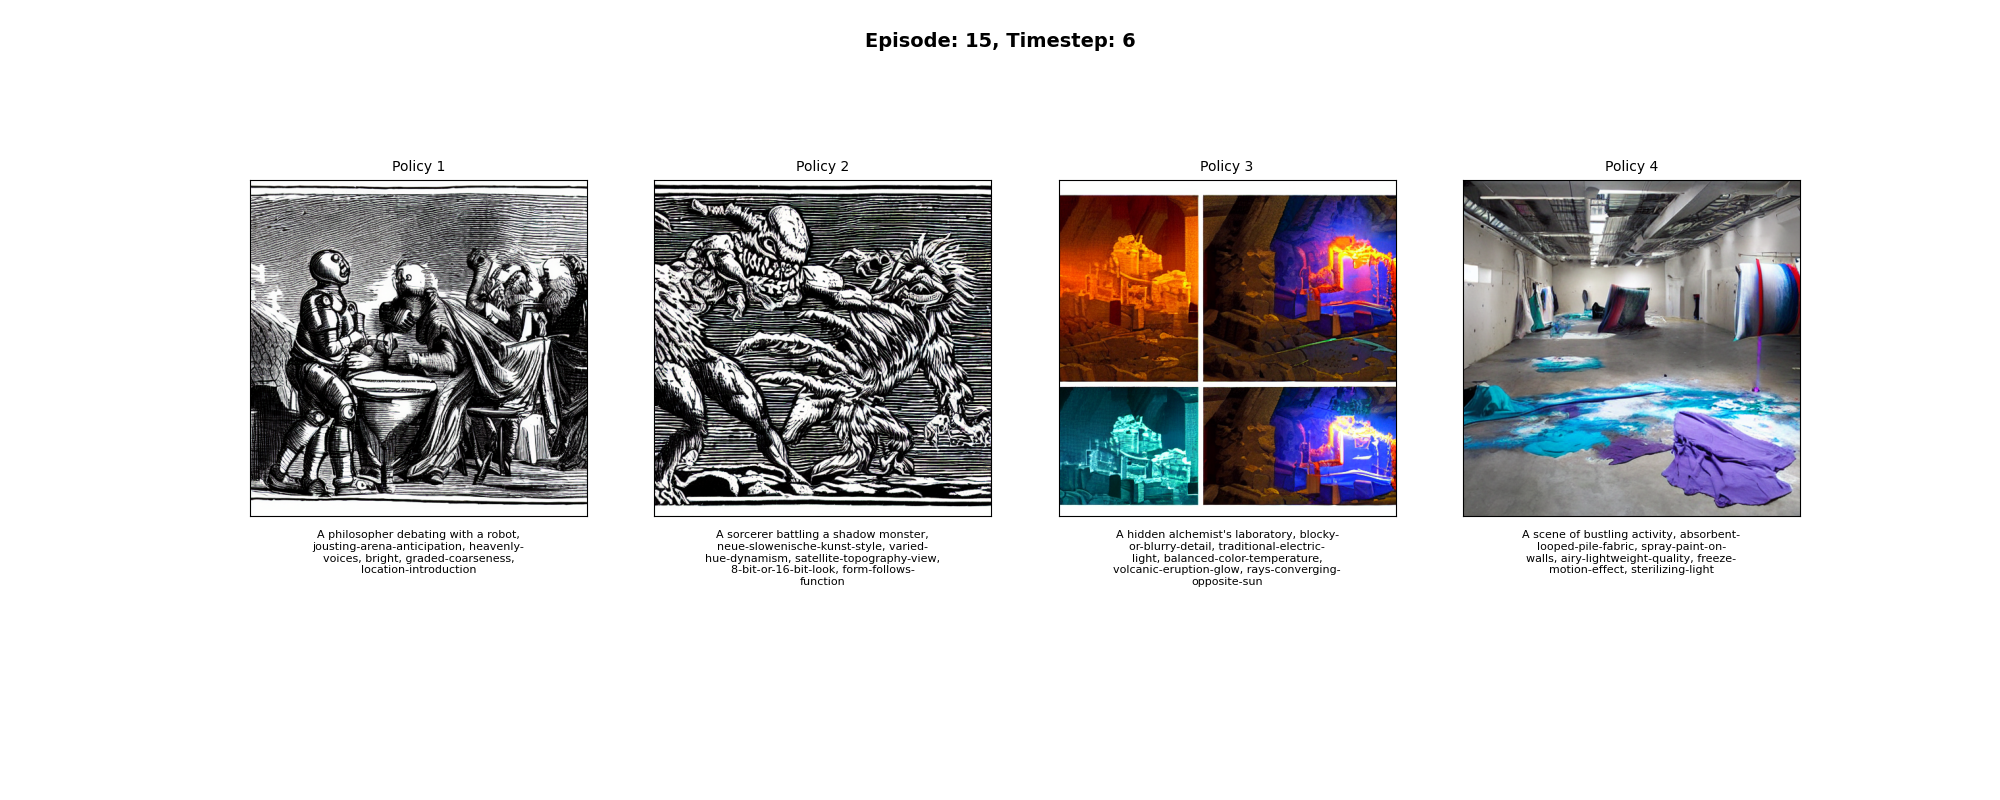 Episode: 15, Timestep: 6
Policy 1
A philosopher debating with a robot,
jousting-arena-anticipation, heavenly-
voices, bright, graded-coarseness,
location-introduction
Policy 2
A sorcerer battling a shadow monster,
neue-slowenische-kunst-style, varied-
hue-dynamism, satellite-topography-view,
8-bit-or-16-bit-look, form-follows-
function
Policy 3
A hidden alchemist's laboratory, blocky-
or-blurry-detail, traditional-electric-
light, balanced-color-temperature,
volcanic-eruption-glow, rays-converging-
opposite-sun
Policy 4
A scene of bustling activity, absorbent-
looped-pile-fabric, spray-paint-on-
walls, airy-lightweight-quality, freeze-
motion-effect, sterilizing-light